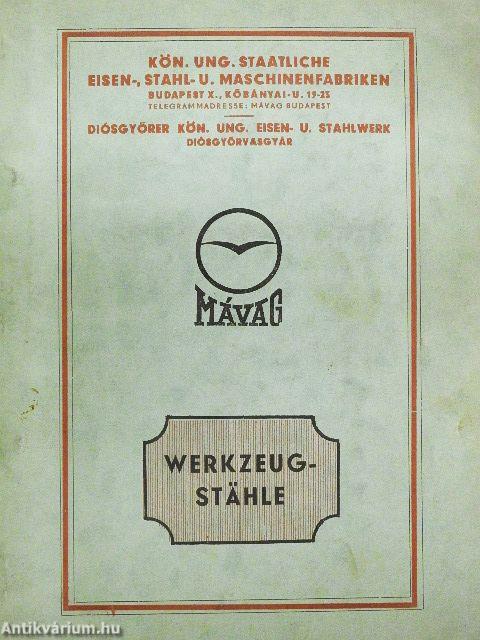 KÖN. UNG. STAATLICHE
EISEN-, STAHL- U. MASCHINENFABRIKEN
BUDAPEST X., KŐBÁNYAI-U. 19-23
TELEGRAMMADRESSE: MÁVAG BUDAPEST
DIÓSGYŐRER KÖN. UNG. EISEN- U. STAHLWERK
DIÓSGYŐRVASGYÁR
MÁVAG
WERKZEUG-
STÄHLE
Antikvárium.hu